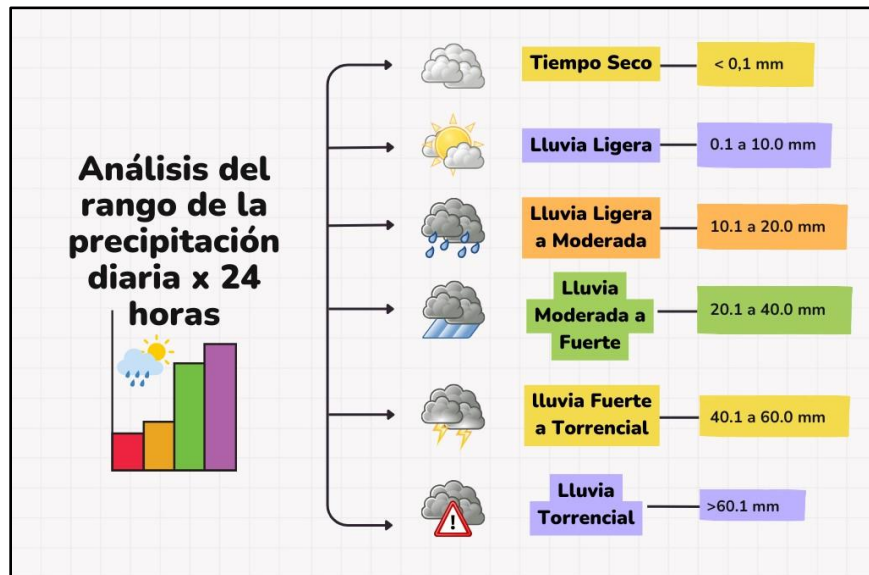 Análisis del
rango de la
precipitación
diaria x 24
horas
Tiempo Seco
< 0,1 mm
Lluvia Ligera
0.1 a 10.0 mm
Lluvia Ligera
a Moderada
10.1 a 20.0 mm
Lluvia
Moderada a
Fuerte
20.1 a 40.0 mm
lluvia Fuerte
a Torrencial
40.1 a 60.0 mm
Lluvia
Torrencial
>60.1 mm
!